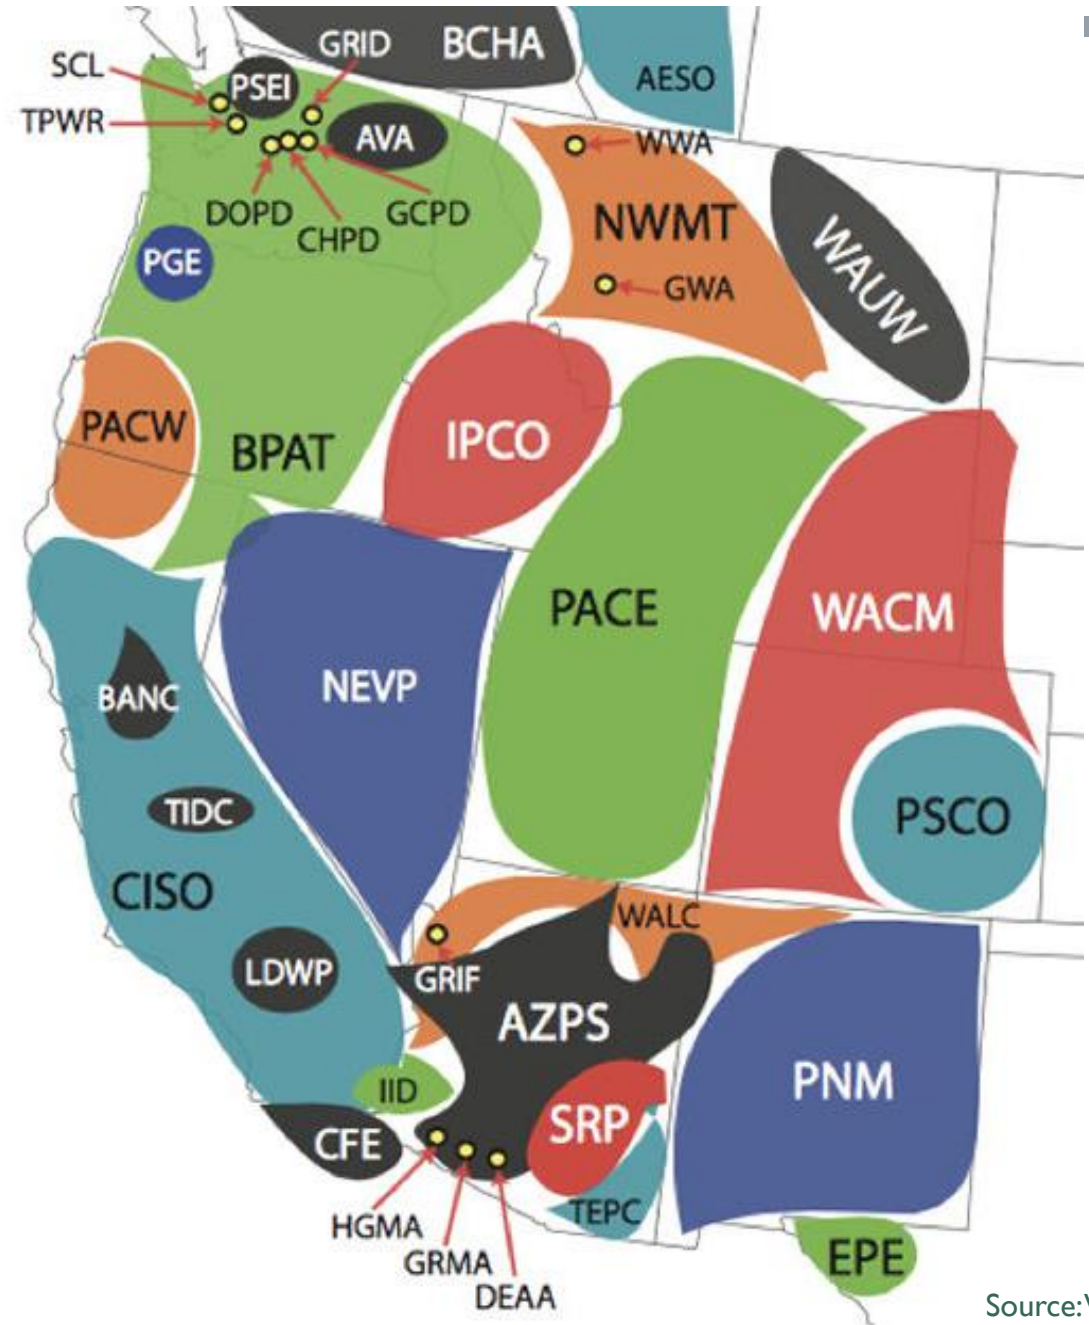 GRID
BCHA
SCL
PSEI
AESO
TPWR
AVA
WWA
DOPD
CHPD
GCPD
NWMT
PGE
GWA
WAUW
PACW
BPAT
IPCO
PACE
WACM
NEVP
BANC
TIDC
PSCO
CISO
WALC
LDWP
GRIF
AZPS
IID
PNM
SRP
CFE
TEPC
HGMA
GRMA
DEAA
EPE
Source: